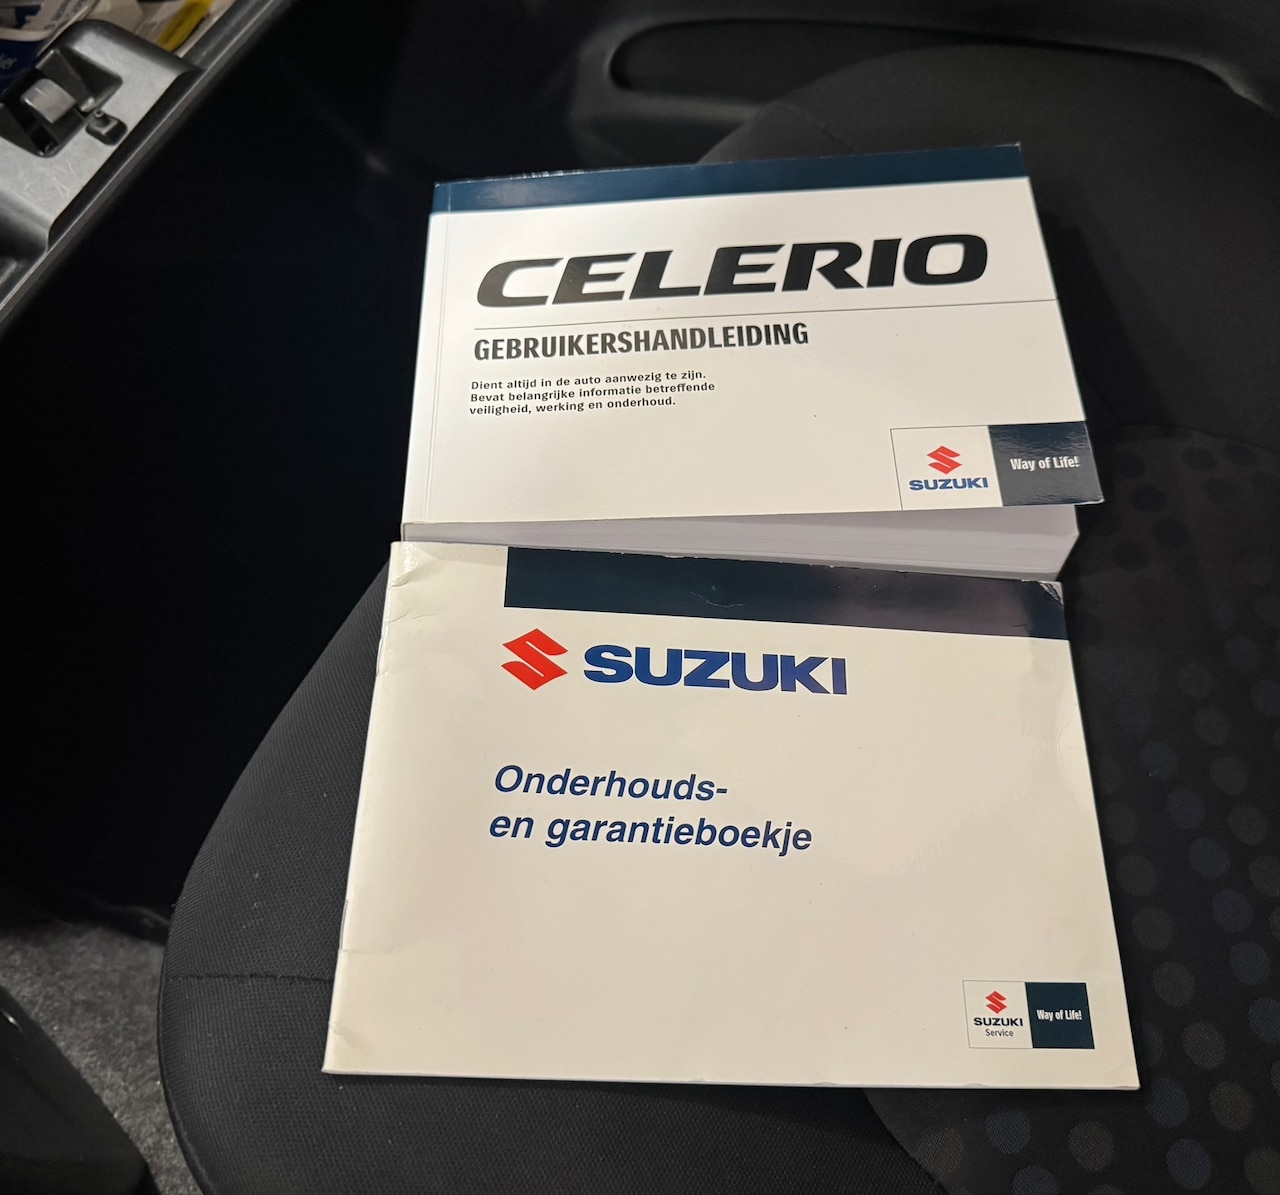 CELERIO
GEBRUIKERSHANDLEIDING
Dient altijd in de auto aanwezig te zijn.
Bevat belangrijke informatie betreffende
veiligheid, werking en onderhoud.
SUZUKI
Way of Life!
SUZUKI
Onderhouds-
en garantieboekje
SUZUKI
Service
Way of Life!